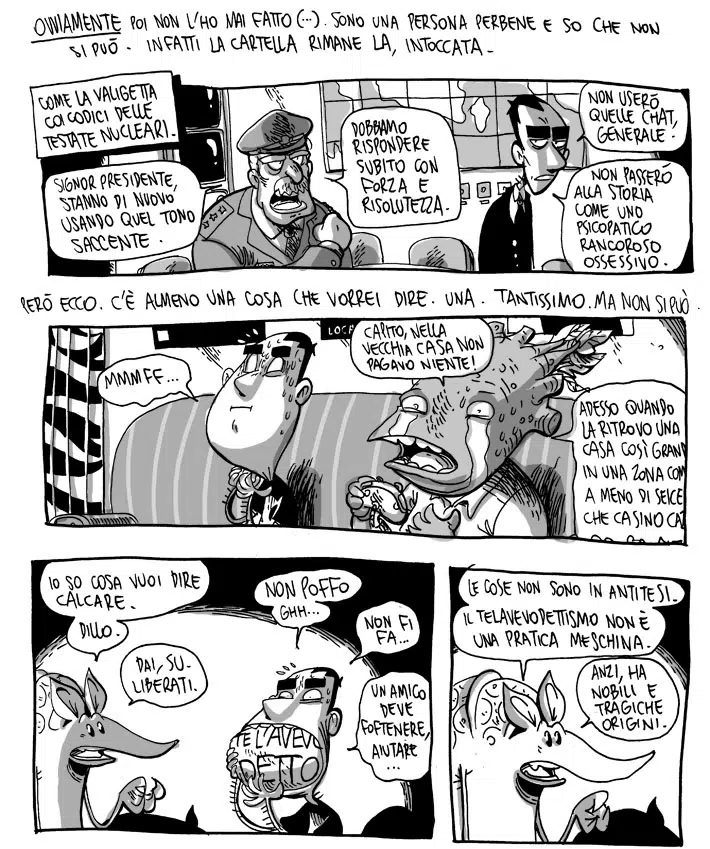 OVVIAMENTE POI NON L'HO MAI FATTO (...). SONO UNA PERSONA PERBENE E SO CHE NON
SI PUÒ. INFATTI LA CARTELLA RIMANE LA, INTOCCATA.
COME LA VALIGETTA
COI CODICI DELLE
TESTATE NUCLEARI.
SIGNOR PRESIDENTE,
STANNO DI NUOVO
USANDO QUEL TONO
SACCENTE.
DOBBIAMO
RISPONDERE
SUBITO CON
FORZA E
RISOLUTEZZA.
NON USERÒ
QUELLE CHAT,
GENERALE.
NON PASSERÒ
ALLA STORIA
COME UNO
PSICOPATICO
RANCOROSO
OSSESSIVO.
PERÒ ECCO. C'È ALMENO UNA COSA CHE VORREI DIRE. UNA. TANTISSIMO. MA NON SI PUÒ.
MMMFF...
LOCA
CAPITO, NELLA
VECCHIA CASA NON
PAGAVO NIENTE!
ADESSO QUANDO
LA RITROVO UNA
CASA COSÌ GRAND
IN UNA ZONA COM
A MENO DI SEICE
CHE CASINO CA
IO SO COSA VUOI DIRE
CALCARE.
DILLO.
DAI, SU.
LIBERATI.
NON POFFO
GHH...
NON FI
FA...
UN AMICO
DEVE
FOFTENERE,
AIUTARE
...
TE L'AVEVO
DETTO
LE COSE NON SONO IN ANTITESI.
IL TELAVEVODETTISMO NON È
UNA PRATICA MESCHINA.
ANZI, HA
NOBILI E
TRAGICHE
ORIGINI.